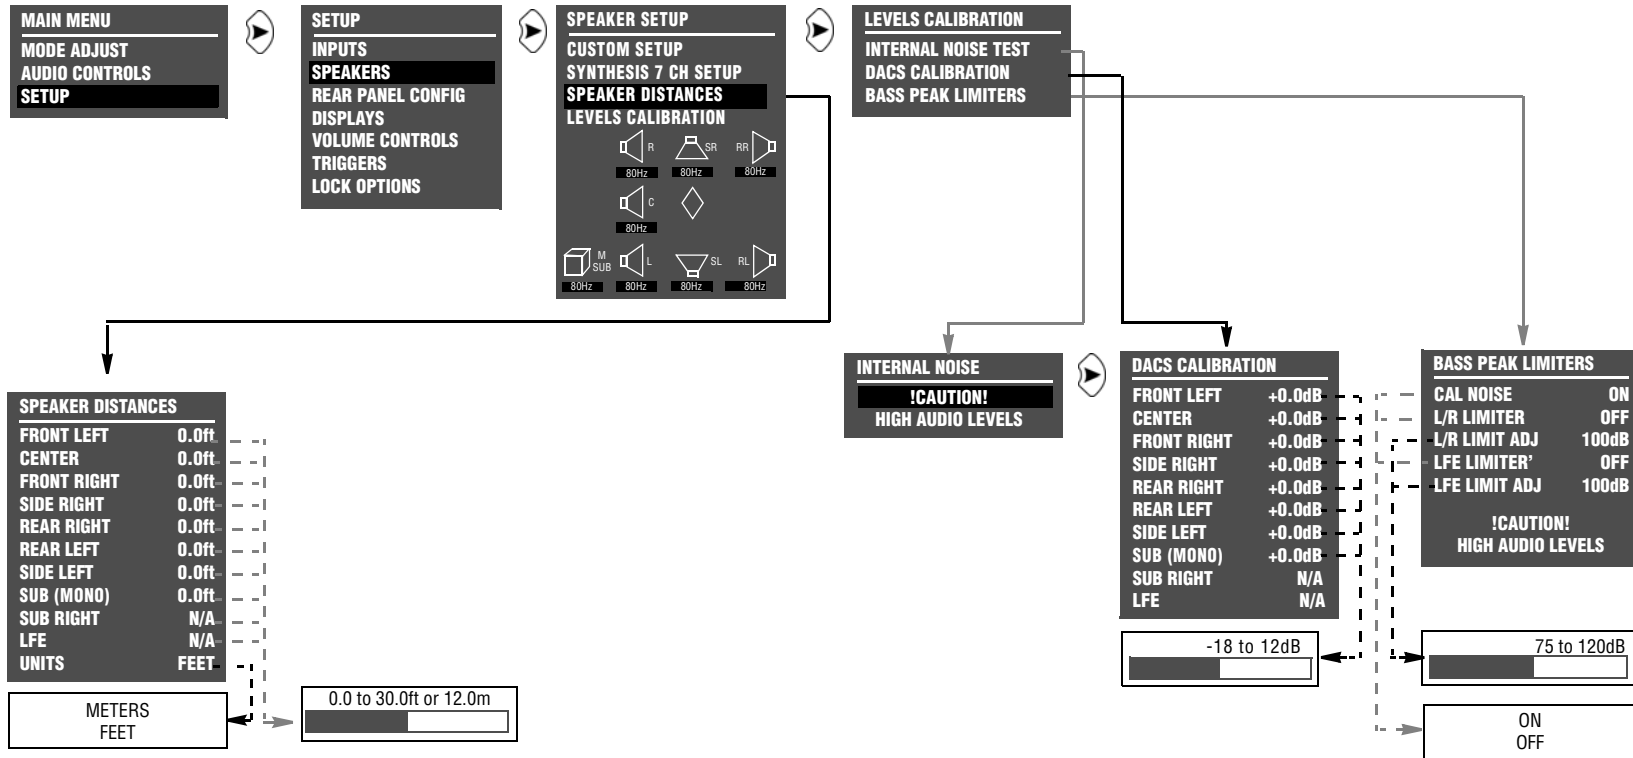 MAIN MENU
MODE ADJUST
AUDIO CONTROLS
SETUP
SETUP
INPUTS
SPEAKERS
REAR PANEL CONFIG
DISPLAYS
VOLUME CONTROLS
TRIGGERS
LOCK OPTIONS
SPEAKER SETUP
CUSTOM SETUP
SYNTHESIS 7 CH SETUP
SPEAKER DISTANCES
LEVELS CALIBRATION
R SR RR
80Hz 80Hz 80Hz
C
80Hz
M
SUB L SL RL
80Hz 80Hz 80Hz 80Hz
LEVELS CALIBRATION
INTERNAL NOISE TEST
DACS CALIBRATION
BASS PEAK LIMITERS
SPEAKER DISTANCES
FRONT LEFT 0.0ft
CENTER 0.0ft
FRONT RIGHT 0.0ft
SIDE RIGHT 0.0ft
REAR RIGHT 0.0ft
REAR LEFT 0.0ft
SIDE LEFT 0.0ft
SUB (MONO) 0.0ft
SUB RIGHT N/A
LFE N/A
UNITS FEET
METERS
FEET
0.0 to 30.0ft or 12.0m
INTERNAL NOISE
!CAUTION!
HIGH AUDIO LEVELS
DACS CALIBRATION
FRONT LEFT +0.0dB
CENTER +0.0dB
FRONT RIGHT +0.0dB
SIDE RIGHT +0.0dB
REAR RIGHT +0.0dB
REAR LEFT +0.0dB
SIDE LEFT +0.0dB
SUB (MONO) +0.0dB
SUB RIGHT N/A
LFE N/A
-18 to 12dB
BASS PEAK LIMITERS
CAL NOISE ON
L/R LIMITER OFF
L/R LIMIT ADJ 100dB
LFE LIMITER’ OFF
LFE LIMIT ADJ 100dB
!CAUTION!
HIGH AUDIO LEVELS
75 to 120dB
ON
OFF